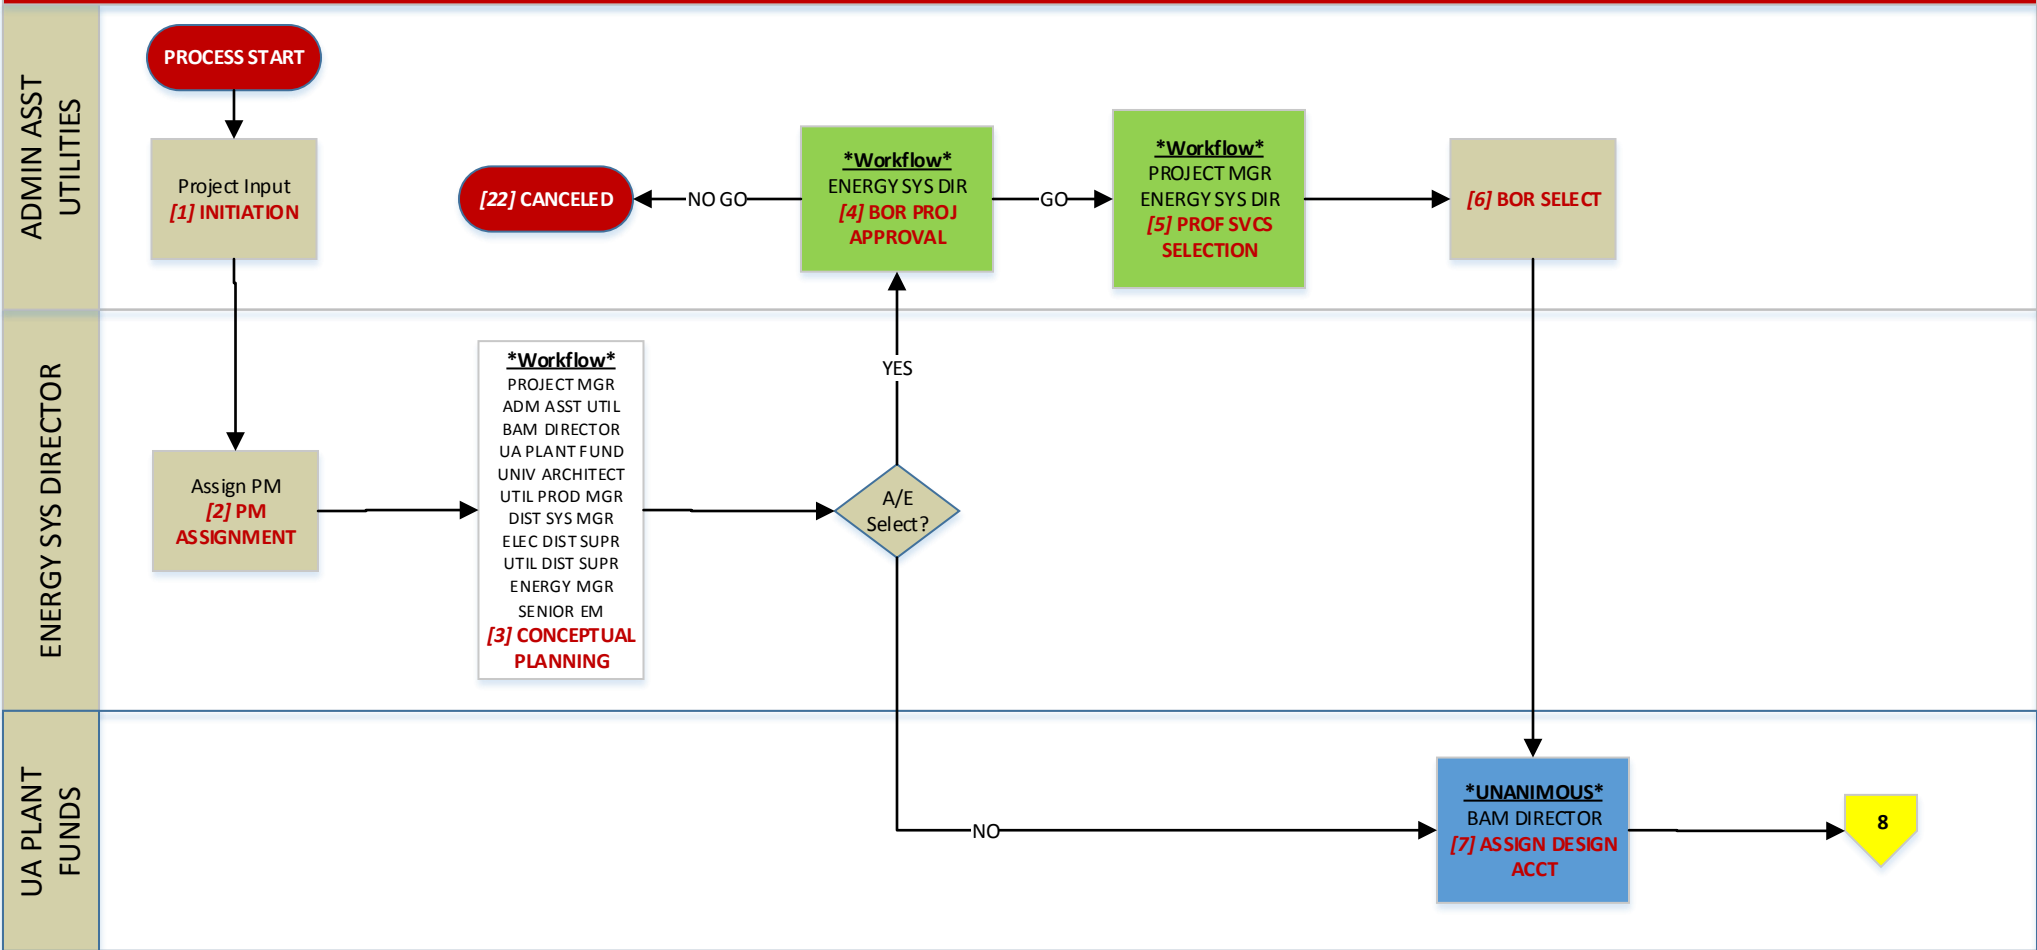 ADMIN ASST
UTILITIES
PROCESS START
Project Input
[1] INITIATION
[22] CANCELED
NO GO
*Workflow*
ENERGY SYS DIR
[4] BOR PROJ
APPROVAL
GO
*Workflow*
PROJECT MGR
ENERGY SYS DIR
[5] PROF SVCS
SELECTION
[6] BOR SELECT
ENERGY SYS DIRECTOR
Assign PM
[2] PM
ASSIGNMENT
*Workflow*
PROJECT MGR
ADM ASST UTIL
BAM DIRECTOR
UA PLANT FUND
UNIV ARCHITECT
UTIL PROD MGR
DIST SYS MGR
ELEC DIST SUPR
UTIL DIST SUPR
ENERGY MGR
SENIOR EM
[3] CONCEPTUAL
PLANNING
YES
A/E
Select?
UA PLANT
FUNDS
NO
*UNANIMOUS*
BAM DIRECTOR
[7] ASSIGN DESIGN
ACCT
8